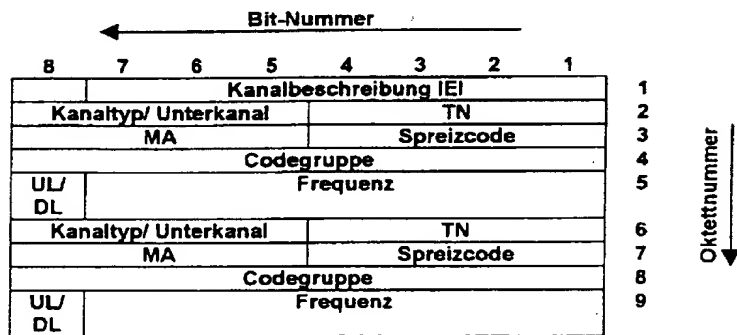 Bit-Nummer
8 7 6 5 4 3 2 1
Kanalbeschreibung IEI 1
Kanaltyp/ Unterkanal TN 2
MA Spreizcode 3
Codegruppe 4
UL/ DL Frequenz 5
Kanaltyp/ Unterkanal TN 6
MA Spreizcode 7
Codegruppe 8
UL/ DL Frequenz 9
Oktettnummer